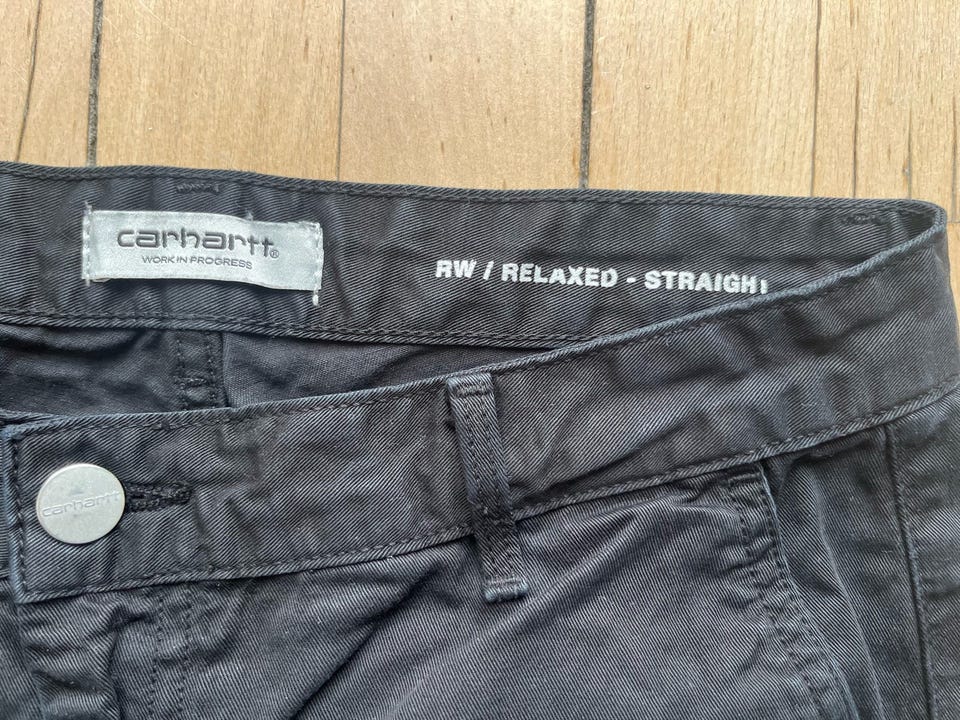 carhartt®
WORK IN PROGRESS
RW / RELAXED - STRAIGHT
carhartt